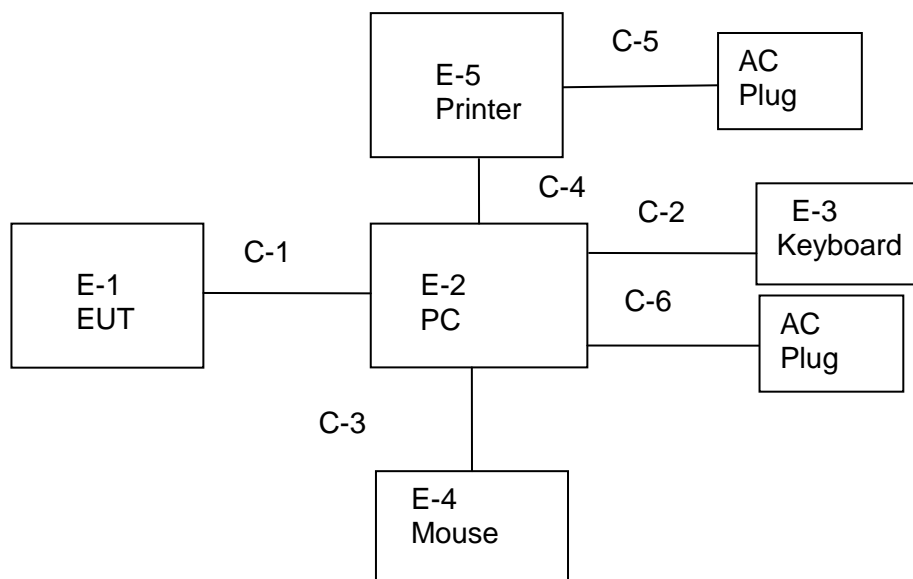 C-5
E-5
Printer
AC
Plug
C-4
C-2
E-3
Keyboard
C-1
E-1
EUT
E-2
PC
C-6
AC
Plug
C-3
E-4
Mouse